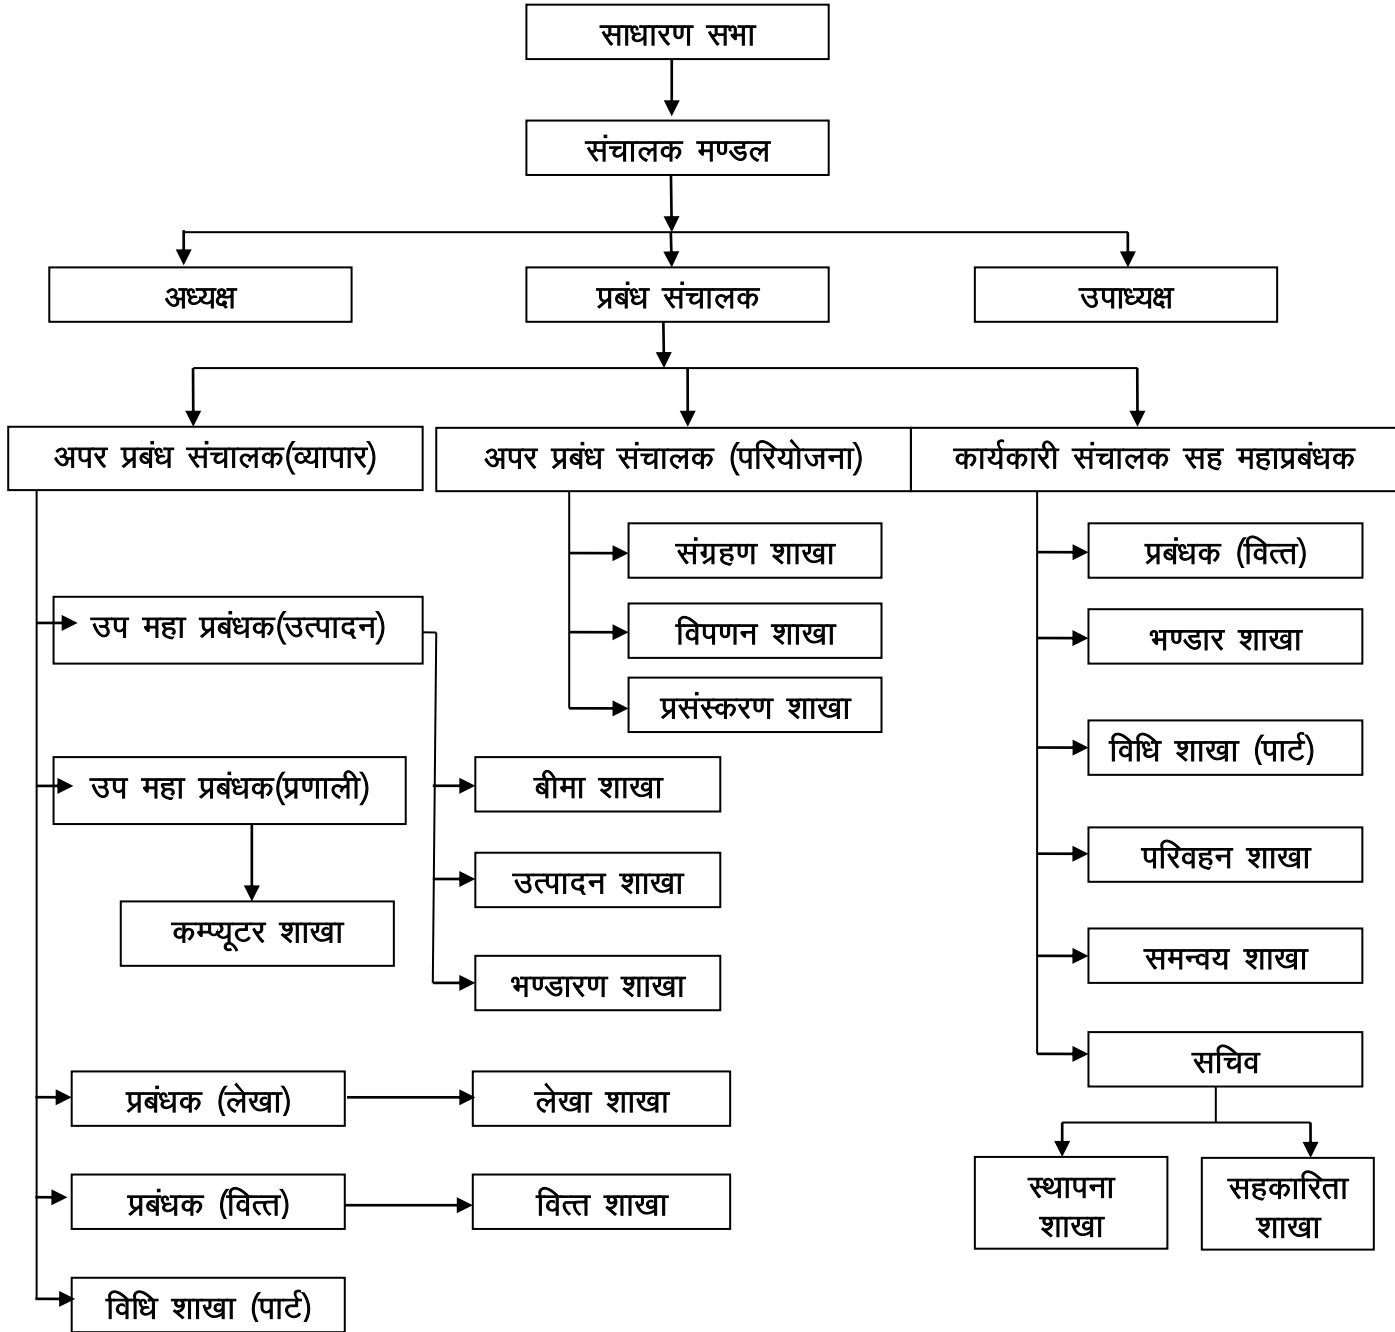 साधारण सभा
संचालक मण्डल
अध्यक्ष
प्रबंध संचालक
उपाध्यक्ष
अपर प्रबंध संचालक(व्यापार)
अपर प्रबंध संचालक (परियोजना)
कार्यकारी संचालक सह महाप्रबंधक
उप महा प्रबंधक(उत्पादन)
उप महा प्रबंधक(प्रणाली)
कम्प्यूटर शाखा
बीमा शाखा
उत्पादन शाखा
भण्डारण शाखा
प्रबंधक (लेखा)
लेखा शाखा
प्रबंधक (वित्त)
वित्त शाखा
विधि शाखा (पार्ट)
संग्रहण शाखा
विपणन शाखा
प्रसंस्करण शाखा
प्रबंधक (वित्त)
भण्डार शाखा
विधि शाखा (पार्ट)
परिवहन शाखा
समन्वय शाखा
सचिव
स्थापना
शाखा
सहकारिता
शाखा